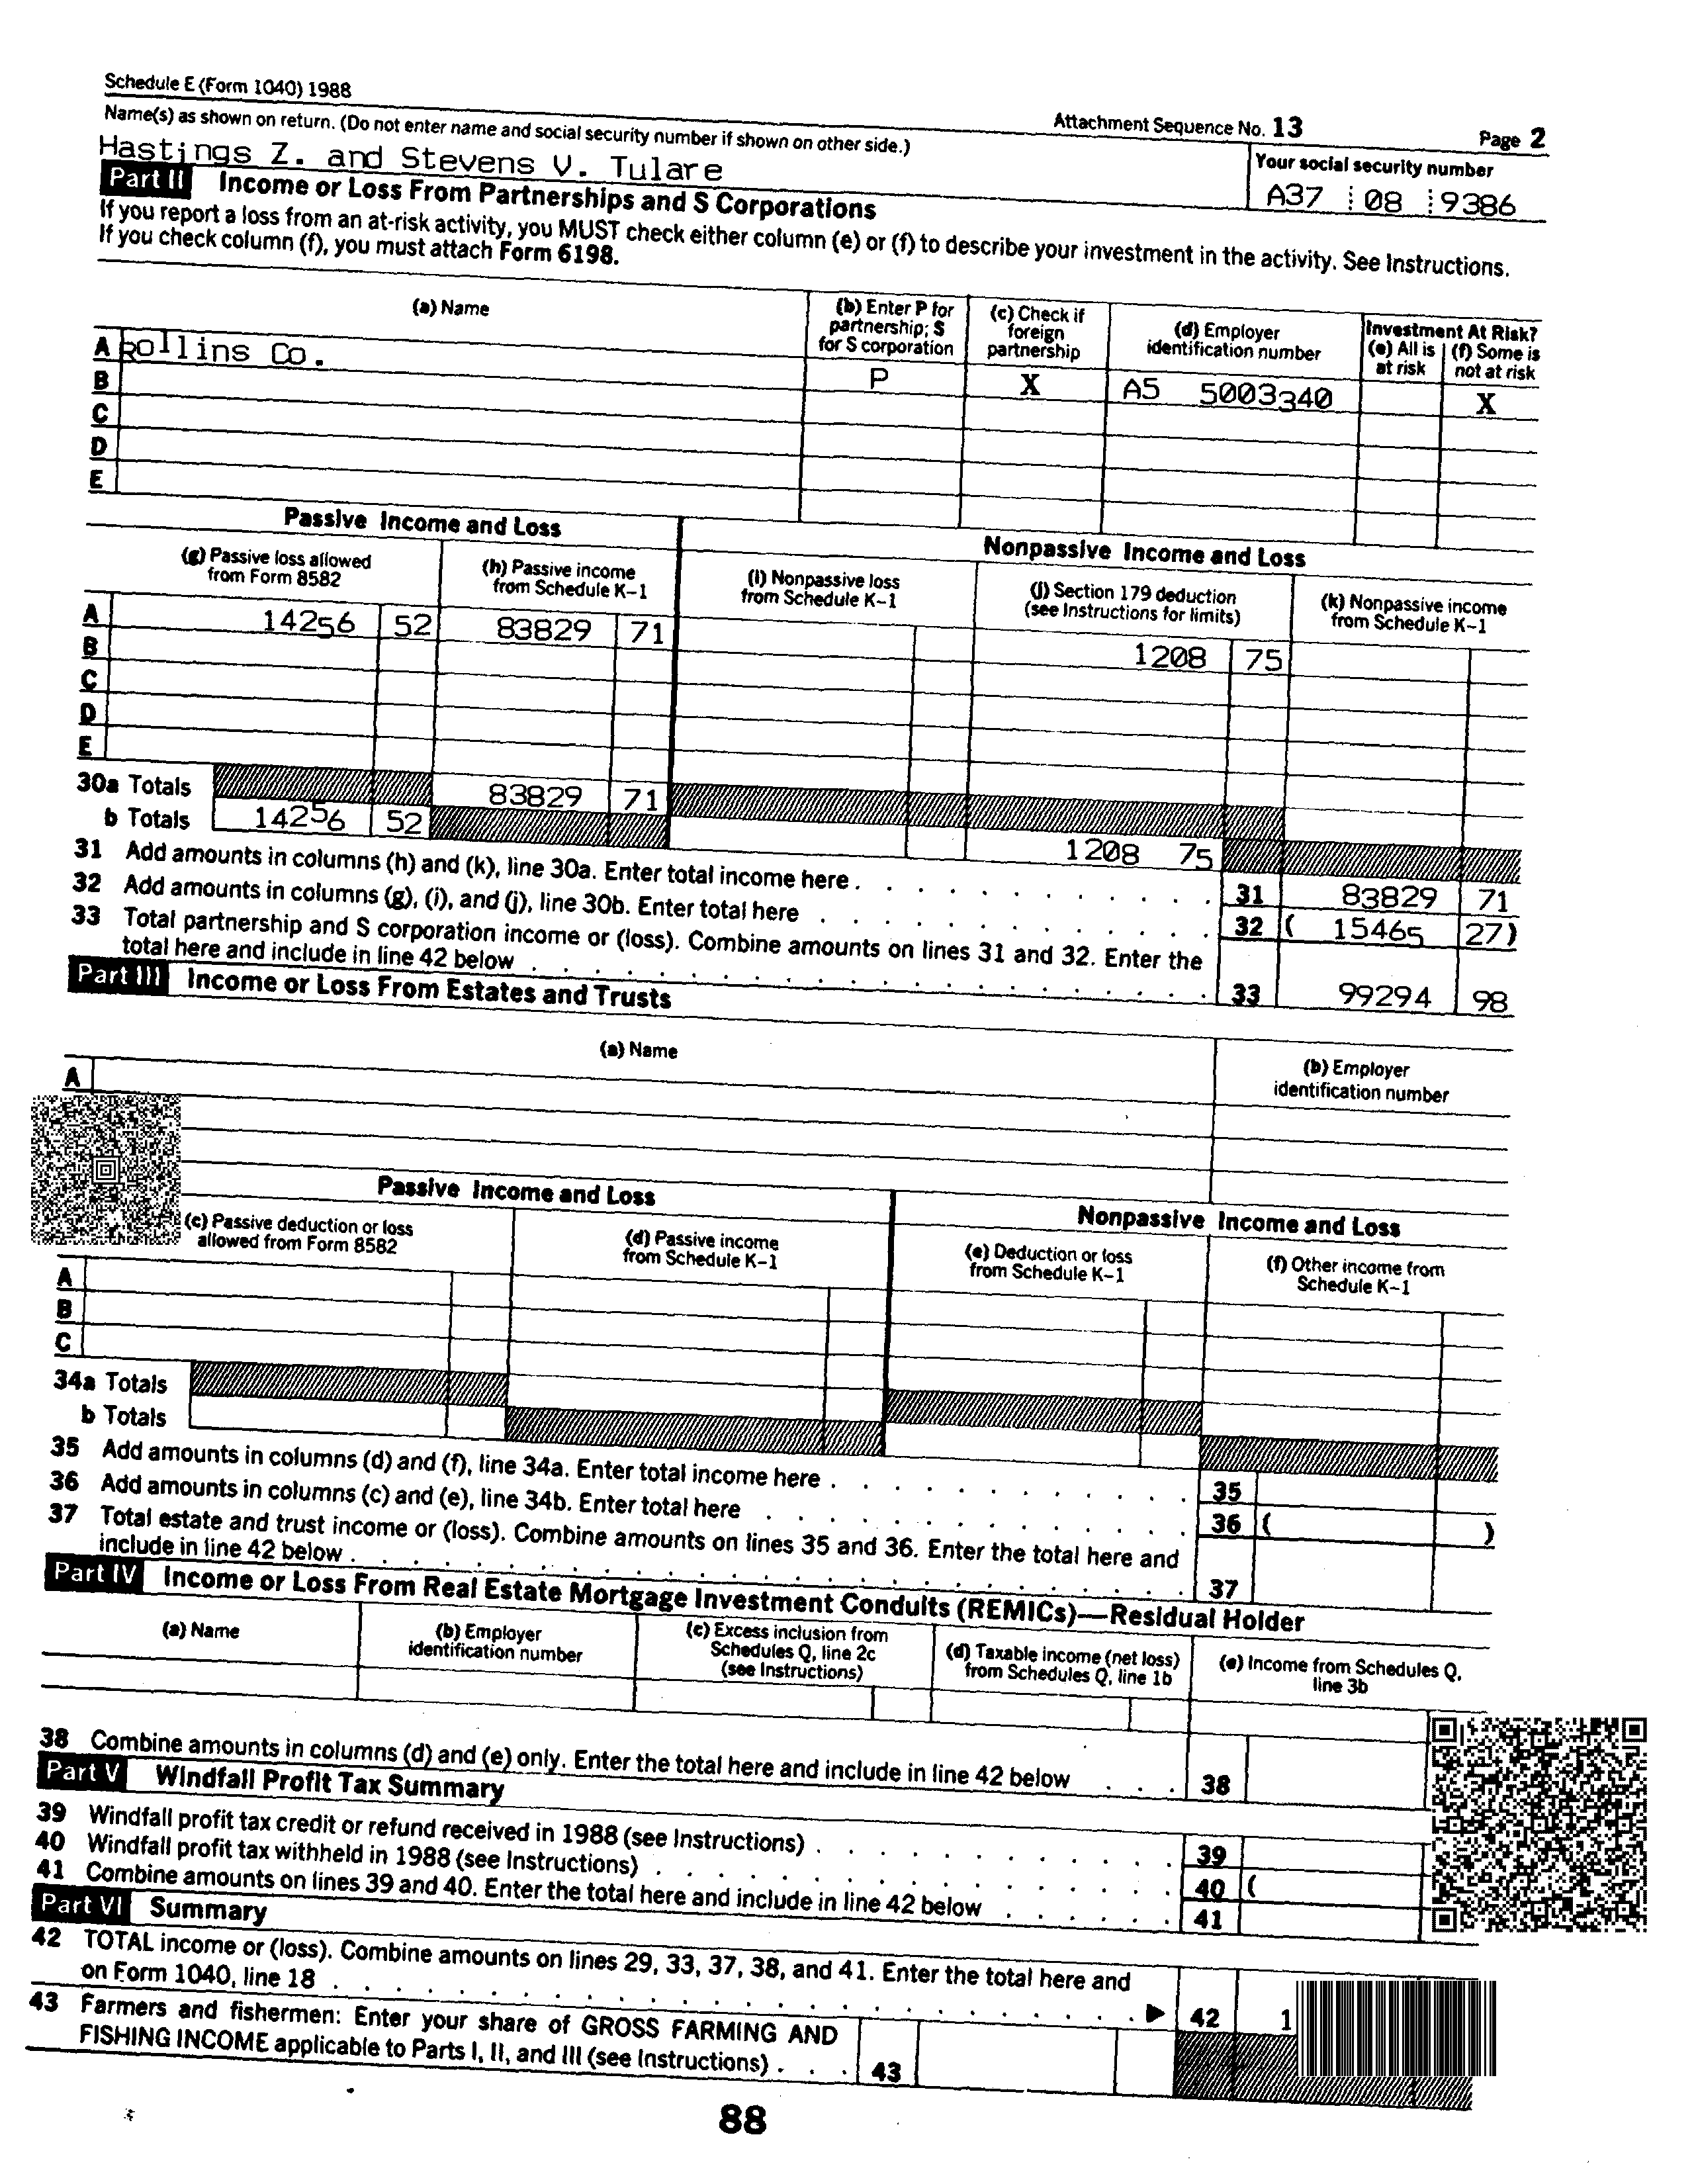 Schedule E (Form 1040) 1988
Attachment Sequence No. 13
Page 2
Name(s) as shown on return. (Do not enter name and social security number if shown on other side.)
Your social security number
Hastings Z. and Stevens V. Tulare
A37 08 9386
Part II Income or Loss From Partnerships and S Corporations
If you report a loss from an at-risk activity, you MUST check either column (e) or (f) to describe your investment in the activity. See Instructions.
If you check column (f), you must attach Form 6198.
(a) Name
(b) Enter P for partnership; S for S corporation
(c) Check if foreign partnership
(d) Employer identification number
Investment At Risk?
(e) All is at risk
(f) Some is not at risk
A Rollins Co. P X A5 5003340 X
B
C
D
E
Passive Income and Loss
Nonpassive Income and Loss
(g) Passive loss allowed from Form 8582
(h) Passive income from Schedule K-1
(i) Nonpassive loss from Schedule K-1
(j) Section 179 deduction (see Instructions for limits)
(k) Nonpassive income from Schedule K-1
A 14256 52 83829 71 1208 75
B
C
D
E
30a Totals 83829 71
b Totals 14256 52 1208 75
31 Add amounts in columns (h) and (k), line 30a. Enter total income here . 31 83829 71
32 Add amounts in columns (g), (i), and (j), line 30b. Enter total here . 32 ( 15465 27)
33 Total partnership and S corporation income or (loss). Combine amounts on lines 31 and 32. Enter the
total here and include in line 42 below . 33 99294 98
Part III Income or Loss From Estates and Trusts
(a) Name
(b) Employer identification number
A
Passive Income and Loss
Nonpassive Income and Loss
(c) Passive deduction or loss allowed from Form 8582
(d) Passive income from Schedule K-1
(e) Deduction or loss from Schedule K-1
(f) Other income from Schedule K-1
A
B
C
34a Totals
b Totals
35 Add amounts in columns (d) and (f), line 34a. Enter total income here . 35
36 Add amounts in columns (c) and (e), line 34b. Enter total here . 36 ( )
37 Total estate and trust income or (loss). Combine amounts on lines 35 and 36. Enter the total here and
include in line 42 below . 37
Part IV Income or Loss From Real Estate Mortgage Investment Conduits (REMICs)—Residual Holder
(a) Name
(b) Employer identification number
(c) Excess inclusion from Schedules Q, line 2c (see Instructions)
(d) Taxable income (net loss) from Schedules Q, line 1b
(e) Income from Schedules Q, line 3b
38 Combine amounts in columns (d) and (e) only. Enter the total here and include in line 42 below . . . 38
Part V Windfall Profit Tax Summary
39 Windfall profit tax credit or refund received in 1988 (see Instructions) . 39
40 Windfall profit tax withheld in 1988 (see Instructions) . 40 (
41 Combine amounts on lines 39 and 40. Enter the total here and include in line 42 below . 41
Part VI Summary
42 TOTAL income or (loss). Combine amounts on lines 29, 33, 37, 38, and 41. Enter the total here and
on Form 1040, line 18 . ▶ 42 1
43 Farmers and fishermen: Enter your share of GROSS FARMING AND
FISHING INCOME applicable to Parts I, II, and III (see Instructions) . . . 43
88